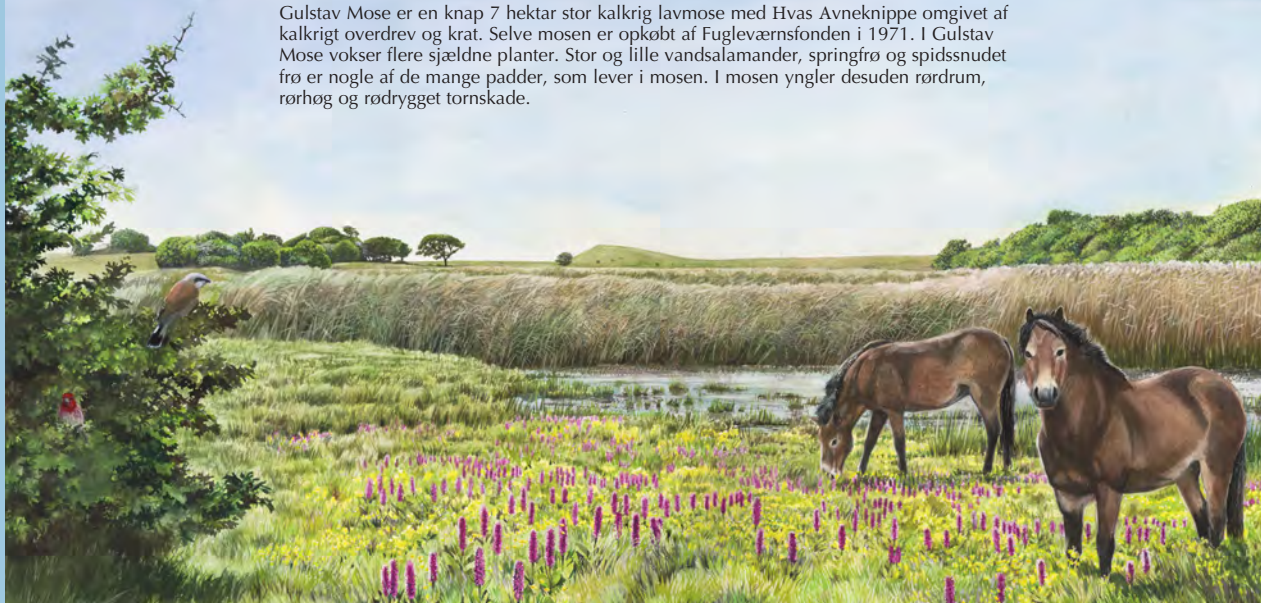 Gulstav Mose er en knap 7 hektar stor kalkrig lavmose med Hvas Avneknippe omgivet af
kalkrigt overdrev og krat. Selve mosen er opkøbt af Fugleværnsfonden i 1971. I Gulstav
Mose vokser flere sjældne planter. Stor og lille vandsalamander, springfrø og spidssnudet
frø er nogle af de mange padder, som lever i mosen. I mosen yngler desuden rørdrum,
rørhøg og rødrygget tornskade.